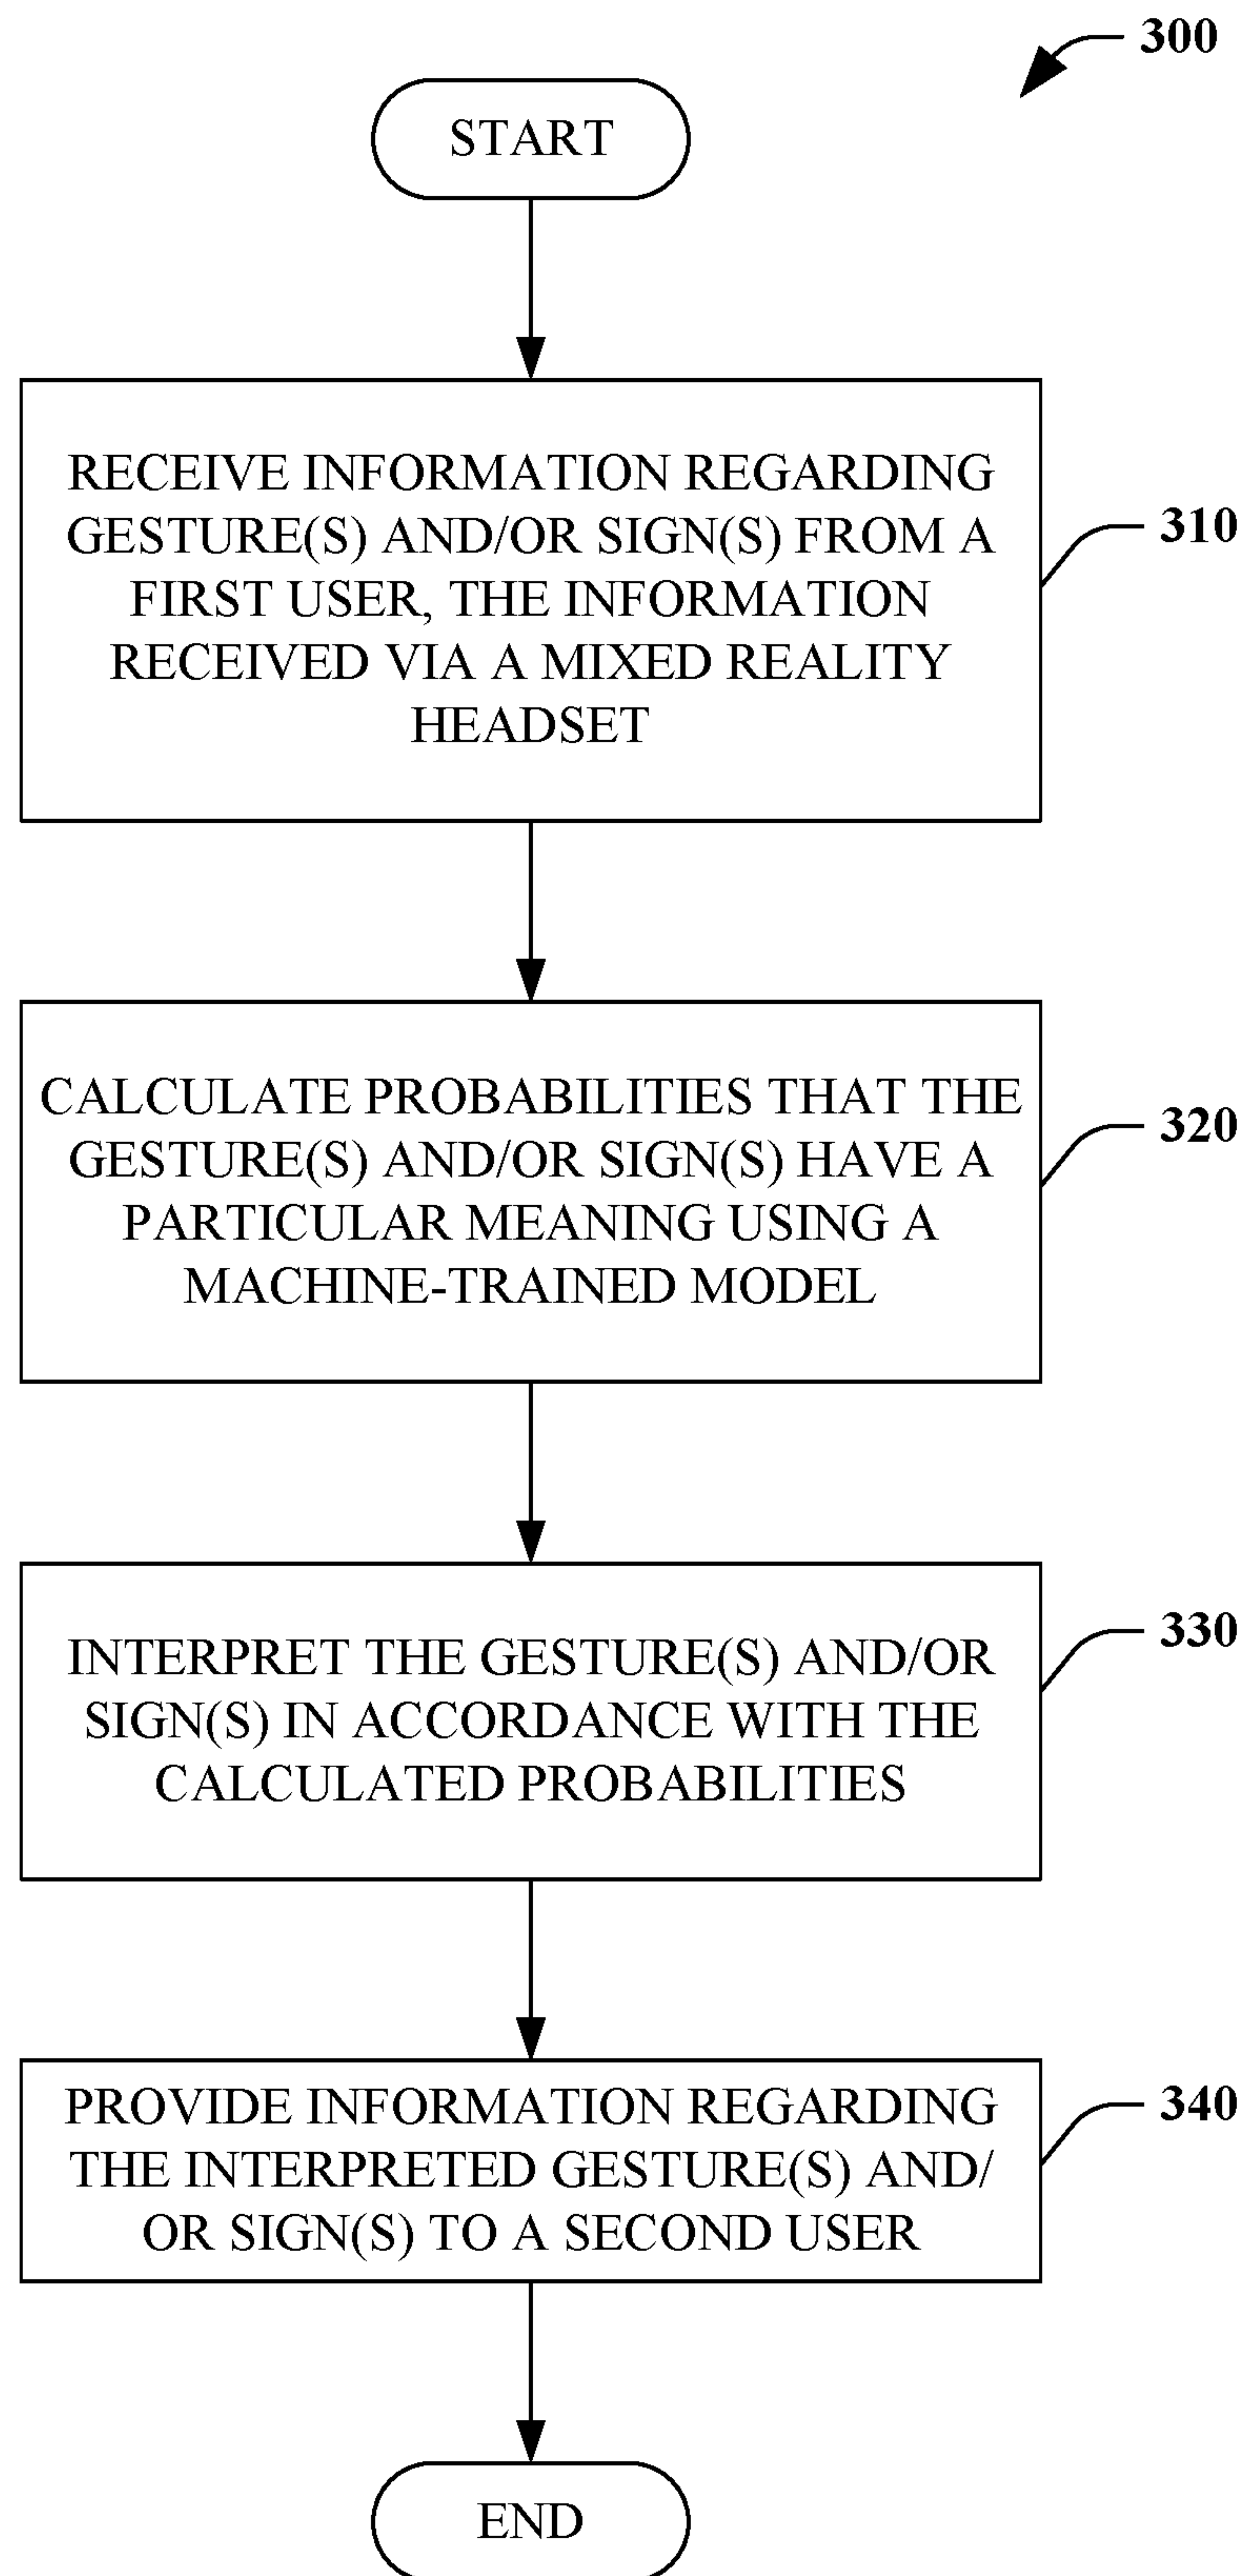 300
START
RECEIVE INFORMATION REGARDING
GESTURE(S) AND/OR SIGN(S) FROM A
FIRST USER, THE INFORMATION
RECEIVED VIA A MIXED REALITY
HEADSET
310
CALCULATE PROBABILITIES THAT THE
GESTURE(S) AND/OR SIGN(S) HAVE A
PARTICULAR MEANING USING A
MACHINE-TRAINED MODEL
320
INTERPRET THE GESTURE(S) AND/OR
SIGN(S) IN ACCORDANCE WITH THE
CALCULATED PROBABILITIES
330
PROVIDE INFORMATION REGARDING
THE INTERPRETED GESTURE(S) AND/
OR SIGN(S) TO A SECOND USER
340
END